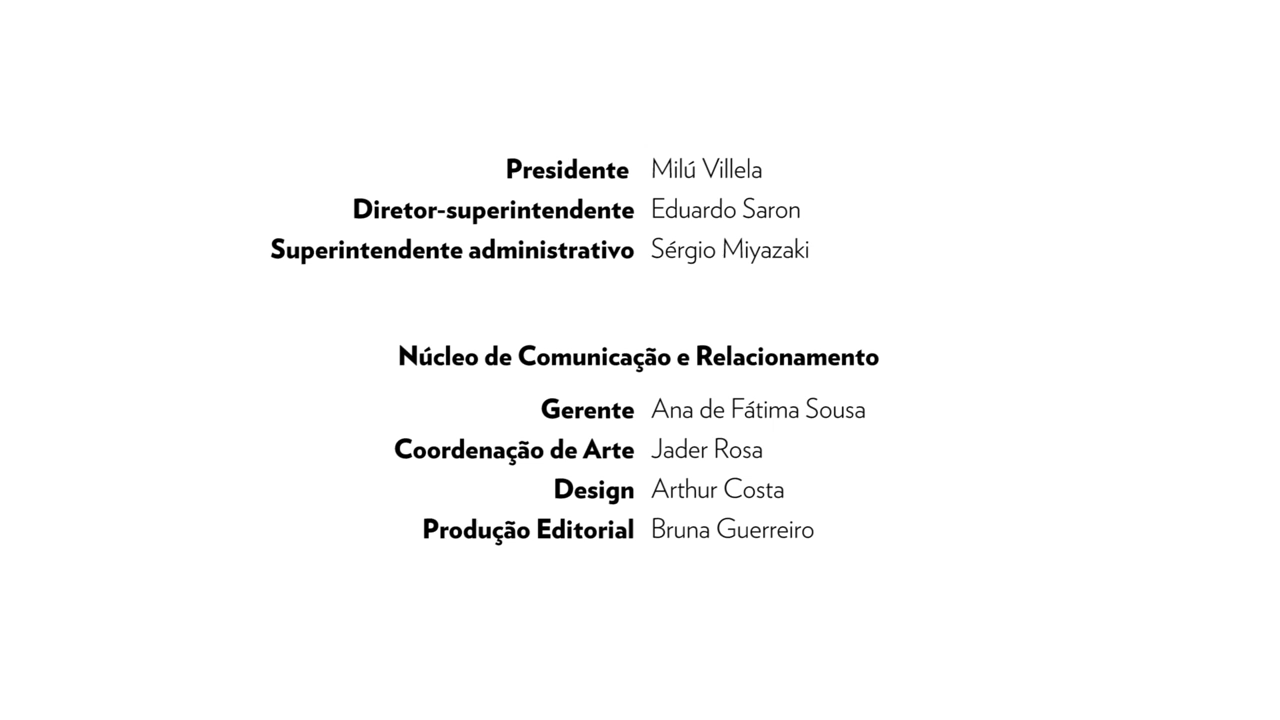 Presidente Milú Villela
Diretor-superintendente Eduardo Saron
Superintendente administrativo Sérgio Miyazaki
Núcleo de Comunicação e Relacionamento
Gerente Ana de Fátima Sousa
Coordenação de Arte Jader Rosa
Design Arthur Costa
Produção Editorial Bruna Guerreiro